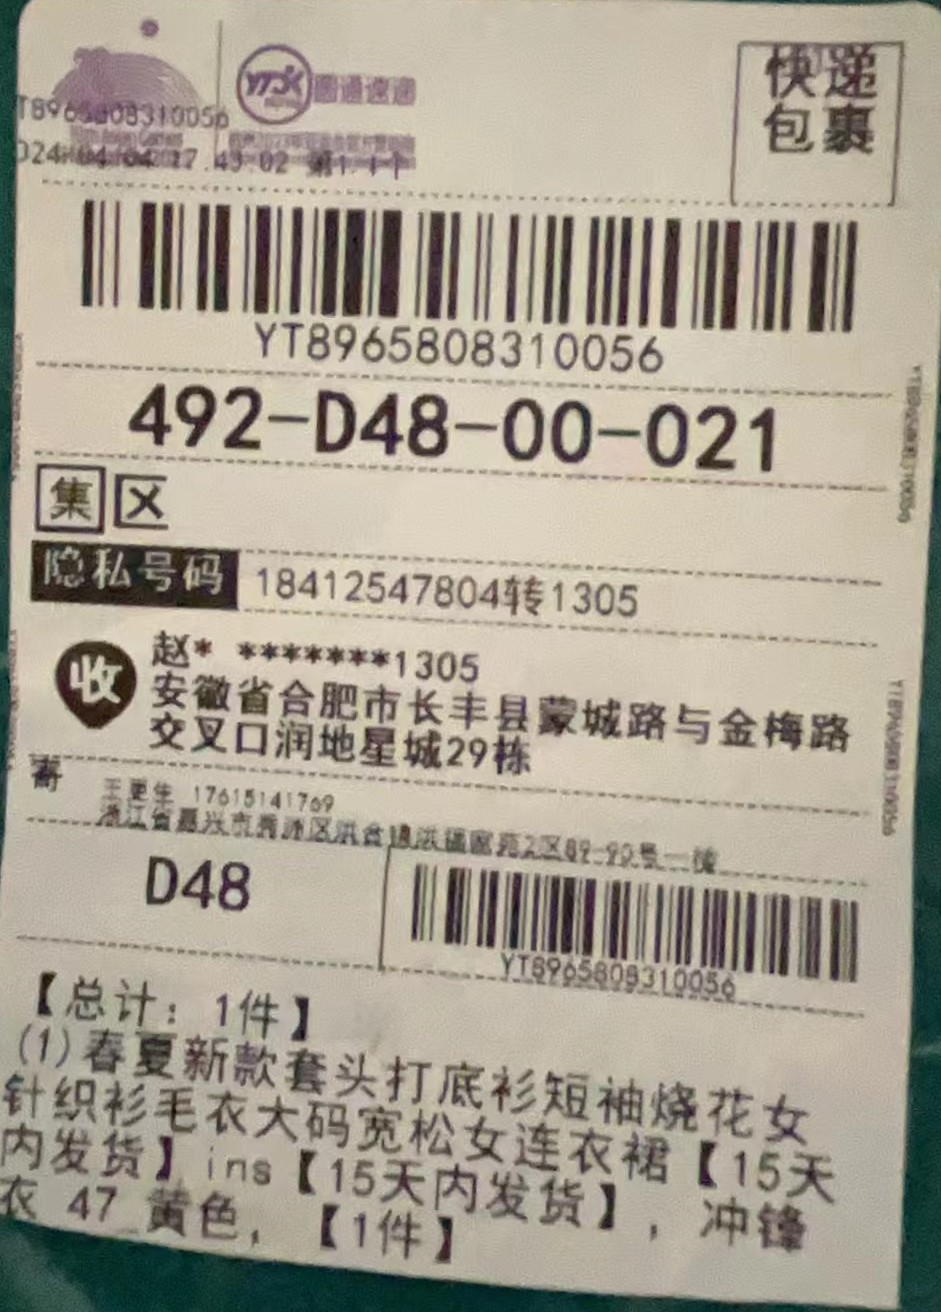 YTO
圆通速递
快递
包裹
T8965808310056
024/04/04 17:43:02 第1/1个
YT8965808310056
492-D48-00-021
集 区
隐私号码 18412547804转1305
收 赵* *******1305
安徽省合肥市长丰县蒙城路与金梅路
交叉口润地星城29栋
寄 王更生 17615141769
浙江省嘉兴市秀洲区洪合镇洪福家苑2区89-90号一楼
D48
YT8965808310056
【总计：1件】
(1)春夏新款套头打底衫短袖烧花女
针织衫毛衣大码宽松女连衣裙【15天
内发货】ins【15天内发货】，冲锋
衣 47 黄色，【1件】